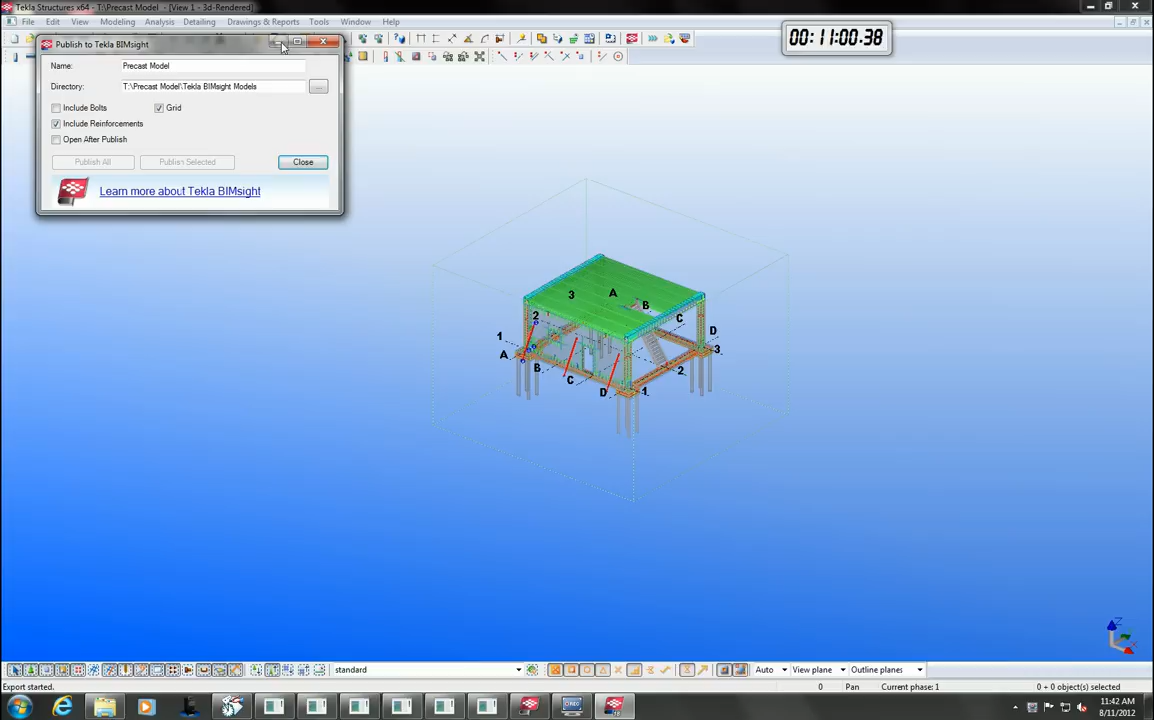 Tekla Structures x64 - T:\Precast Model - [View 1 - 3d-Rendered]
File Edit View Modeling Analysis Detailing Drawings & Reports Tools Window Help
00:11:00.38
Publish to Tekla BIMsight
Name: Precast Model
Directory: T:\Precast Model\Tekla BIMsight Models ...
Include Bolts Grid
Include Reinforcements
Open After Publish
Publish All Publish Selected Close
Learn more about Tekla BIMsight
A
3 B
2 C
1 D
A 3
B 2
C
D 1
Z
standard Auto View plane Outline planes
Export started. 0 Pan Current phase: 1 0 + 0 object(s) selected
OREC
11:42 AM
8/11/2012